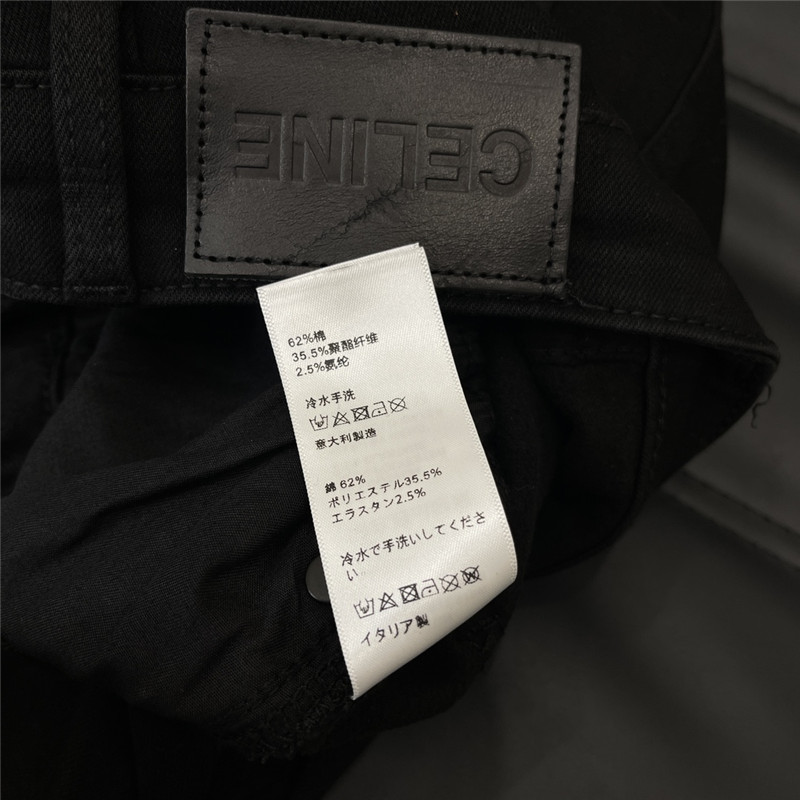 CELINE
62%棉
35.5%聚酯纤维
2.5%氨纶
冷水手洗
意大利製造
綿 62%
ポリエステル35.5%
エラスタン2.5%
冷水で手洗いしてくださ
い
イタリア製